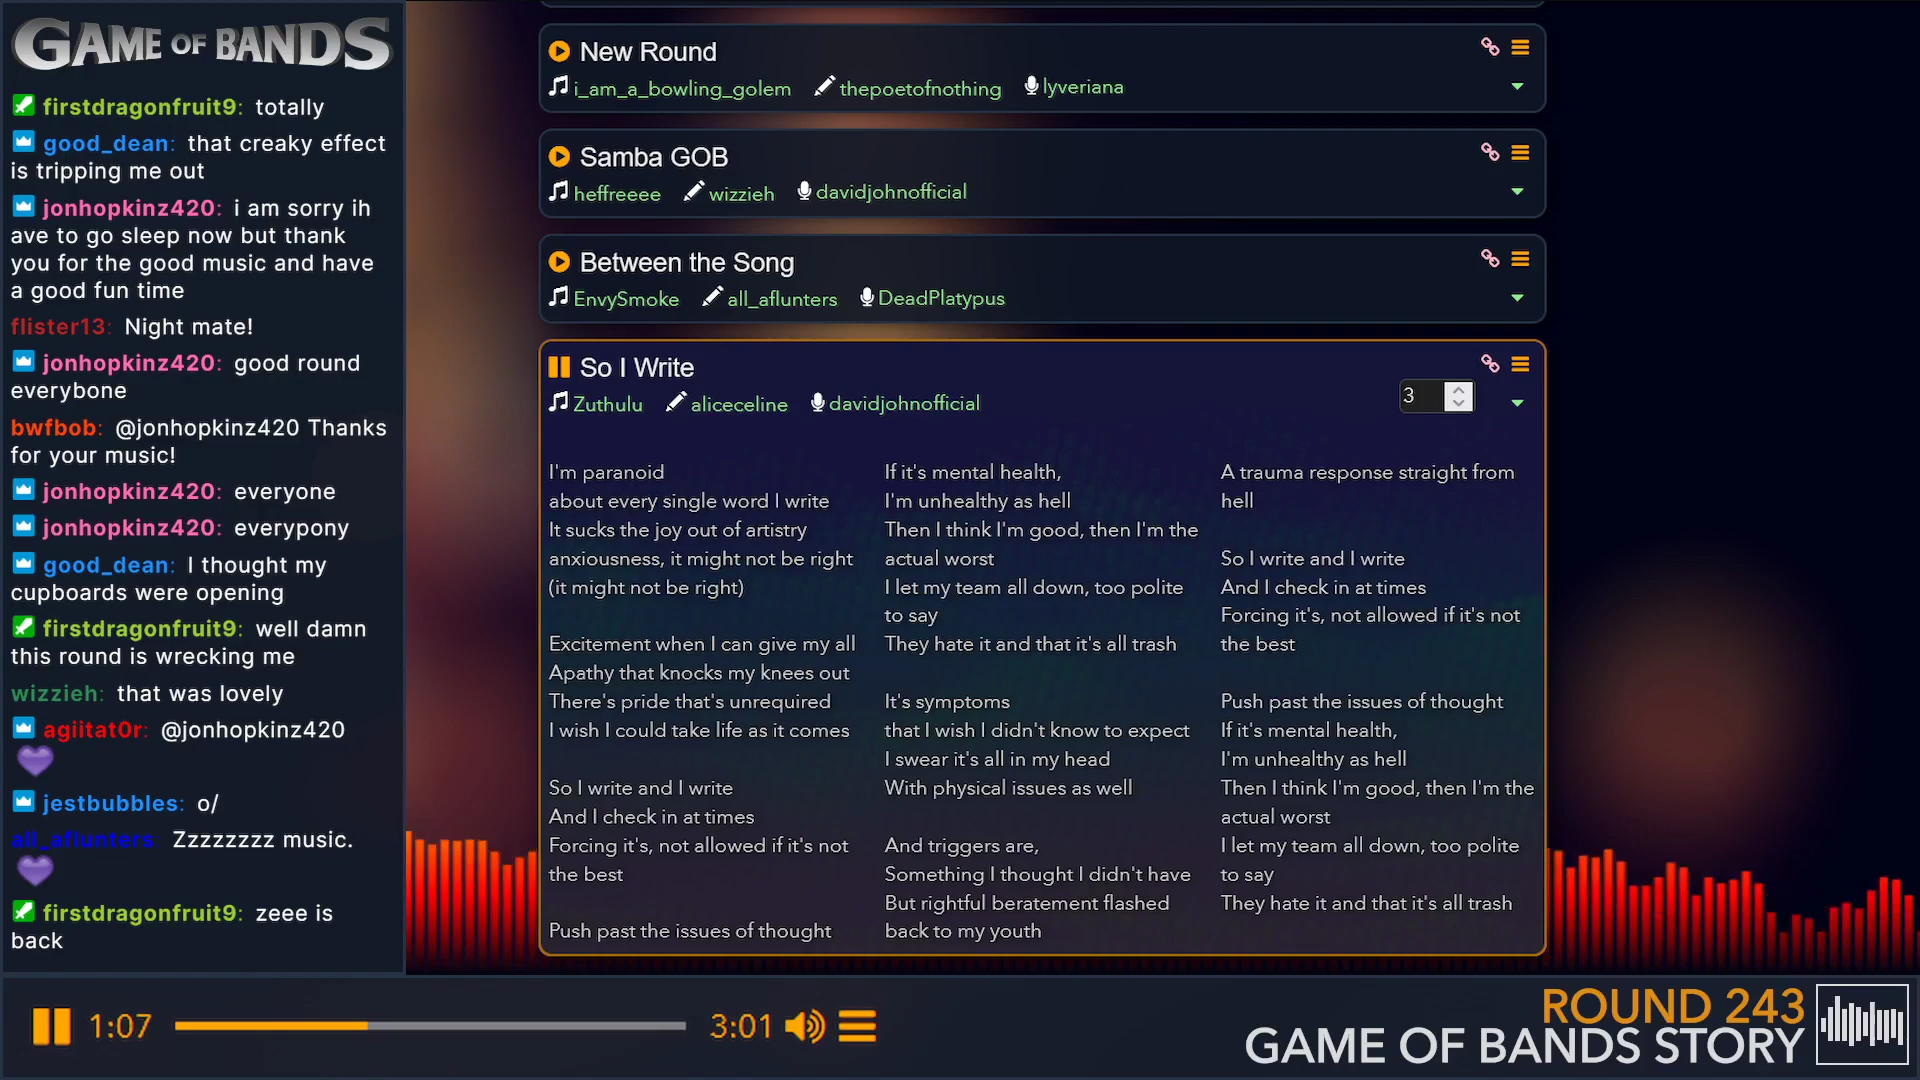 GAME OF BANDS
firstdragonfruit9: totally
good_dean: that creaky effect
is tripping me out
jonhopkinz420: i am sorry ih
ave to go sleep now but thank
you for the good music and have
a good fun time
flister13: Night mate!
jonhopkinz420: good round
everybone
bwfbob: @jonhopkinz420 Thanks
for your music!
jonhopkinz420: everyone
jonhopkinz420: everypony
good_dean: I thought my
cupboards were opening
firstdragonfruit9: well damn
this round is wrecking me
wizzieh: that was lovely
agiitat0r: @jonhopkinz420
jestbubbles: o/
all_aflunters: Zzzzzzzz music.
firstdragonfruit9: zeee is
back
New Round
i_am_a_bowling_golem thepoetofnothing lyveriana
Samba GOB
heffreeee wizzieh davidjohnofficial
Between the Song
EnvySmoke all_aflunters DeadPlatypus
So I Write
Zuthulu aliceceline davidjohnofficial
3
I'm paranoid
about every single word I write
It sucks the joy out of artistry
anxiousness, it might not be right
(it might not be right)
Excitement when I can give my all
Apathy that knocks my knees out
There's pride that's unrequired
I wish I could take life as it comes
So I write and I write
And I check in at times
Forcing it's, not allowed if it's not
the best
Push past the issues of thought
If it's mental health,
I'm unhealthy as hell
Then I think I'm good, then I'm the
actual worst
I let my team all down, too polite
to say
They hate it and that it's all trash
It's symptoms
that I wish I didn't know to expect
I swear it's all in my head
With physical issues as well
And triggers are,
Something I thought I didn't have
But rightful beratement flashed
back to my youth
A trauma response straight from
hell
So I write and I write
And I check in at times
Forcing it's, not allowed if it's not
the best
Push past the issues of thought
If it's mental health,
I'm unhealthy as hell
Then I think I'm good, then I'm the
actual worst
I let my team all down, too polite
to say
They hate it and that it's all trash
1:07
3:01
ROUND 243
GAME OF BANDS STORY